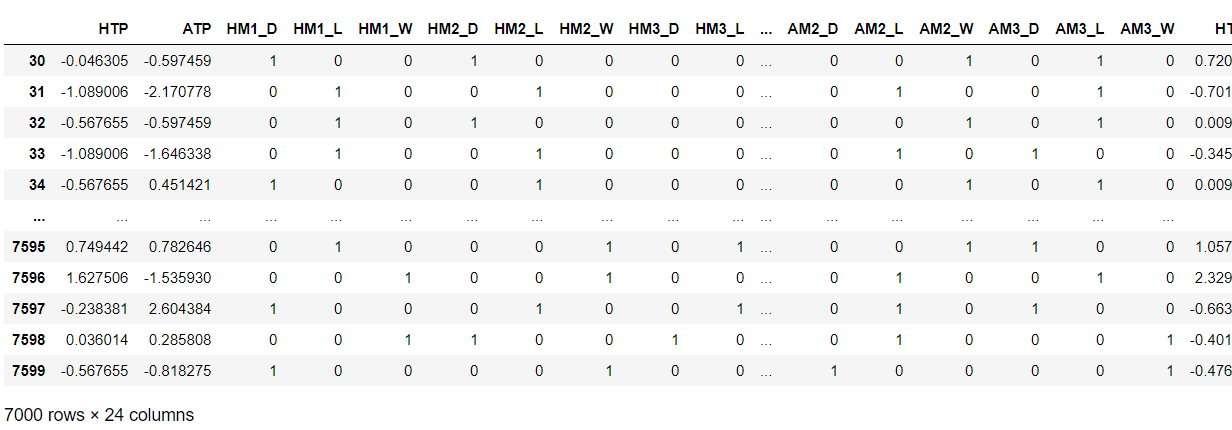 HTP ATP HM1_D HM1_L HM1_W HM2_D HM2_L HM2_W HM3_D HM3_L ... AM2_D AM2_L AM2_W AM3_D AM3_L AM3_W HT
30 -0.046305 -0.597459 1 0 0 1 0 0 0 0 ... 0 0 1 0 1 0 0.720
31 -1.089006 -2.170778 0 1 0 0 1 0 0 0 ... 0 1 0 0 1 0 -0.701
32 -0.567655 -0.597459 0 1 0 1 0 0 0 0 ... 0 0 1 0 1 0 0.009
33 -1.089006 -1.646338 0 1 0 0 1 0 0 0 ... 0 1 0 1 0 0 -0.345
34 -0.567655 0.451421 1 0 0 0 1 0 0 0 ... 0 0 1 0 1 0 0.009
... ... ... ... ... ... ... ... ... ... ... ... ... ... ... ... ...
7595 0.749442 0.782646 0 1 0 0 0 1 0 1 ... 0 0 1 1 0 0 1.057
7596 1.627506 -1.535930 0 0 1 0 0 1 0 0 ... 0 1 0 0 1 0 2.329
7597 -0.238381 2.604384 1 0 0 0 1 0 0 1 ... 0 1 0 1 0 0 -0.663
7598 0.036014 0.285808 0 0 1 1 0 0 1 0 ... 0 1 0 0 0 1 -0.401
7599 -0.567655 -0.818275 1 0 0 0 0 1 0 0 ... 1 0 0 0 0 1 -0.476
7000 rows × 24 columns